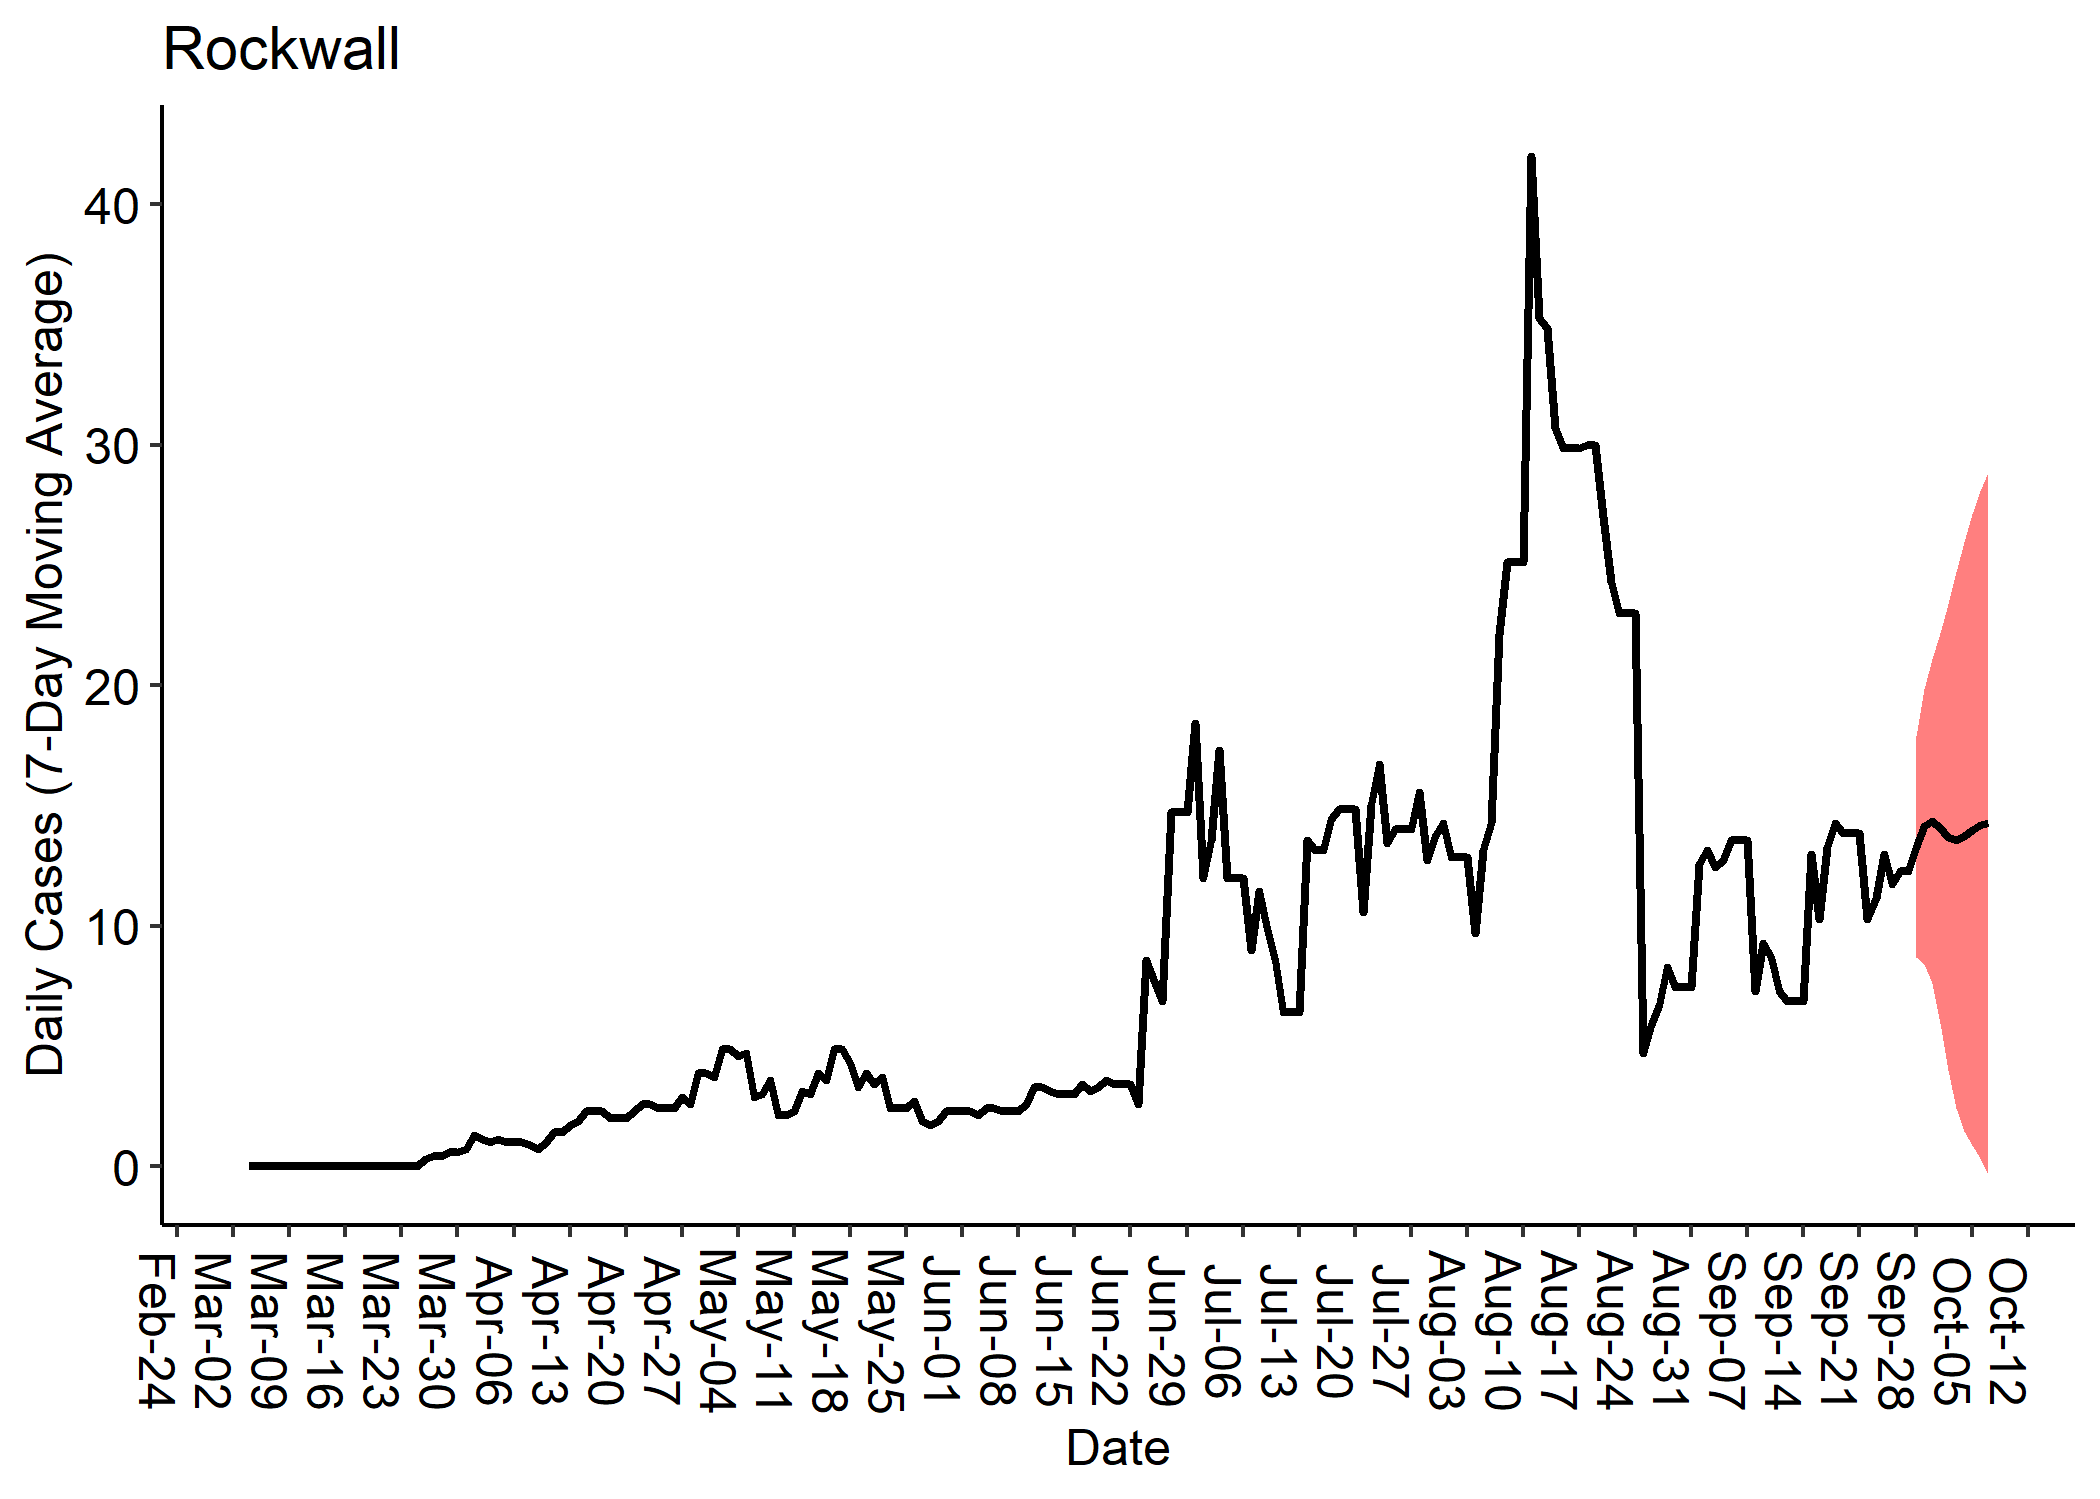 Rockwall
Daily Cases (7-Day Moving Average)
40
30
20
10
0
Feb-24
Mar-02
Mar-09
Mar-16
Mar-23
Mar-30
Apr-06
Apr-13
Apr-20
Apr-27
May-04
May-11
May-18
May-25
Jun-01
Jun-08
Jun-15
Jun-22
Jun-29
Jul-06
Jul-13
Jul-20
Jul-27
Aug-03
Aug-10
Aug-17
Aug-24
Aug-31
Sep-07
Sep-14
Sep-21
Sep-28
Oct-05
Oct-12
Date